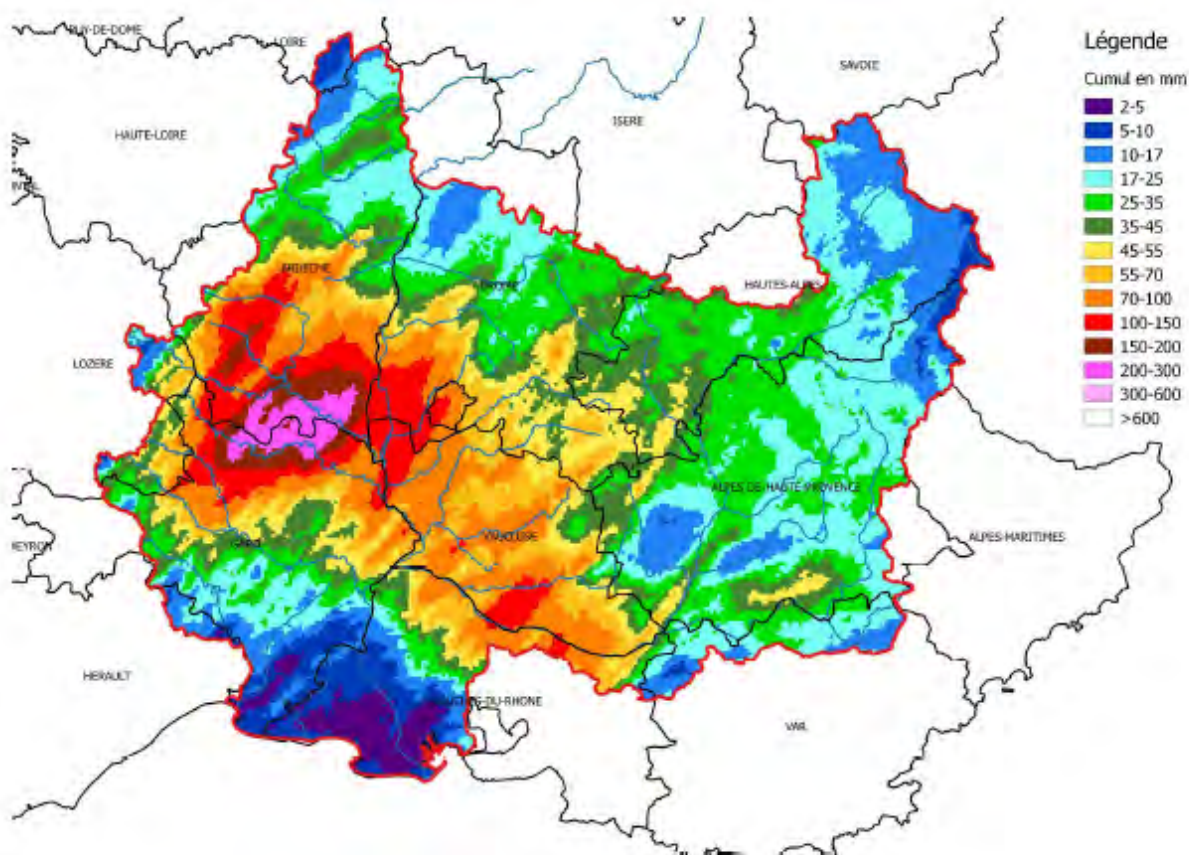 PUY-DE-DOME
LOIRE
Légende
SAVOIE
Cumul en mm
2-5
HAUTE-LOIRE
ISERE
5-10
10-17
17-25
25-35
35-45
45-55
ARDECHE
HAUTES-ALPES
55-70
70-100
100-150
LOZERE
150-200
200-300
300-600
>600
ALPES-DE-HAUTE-PROVENCE
GARD
VAUCLUSE
ALPES-MARITIMES
HERAULT
DU-RHONE
VAR